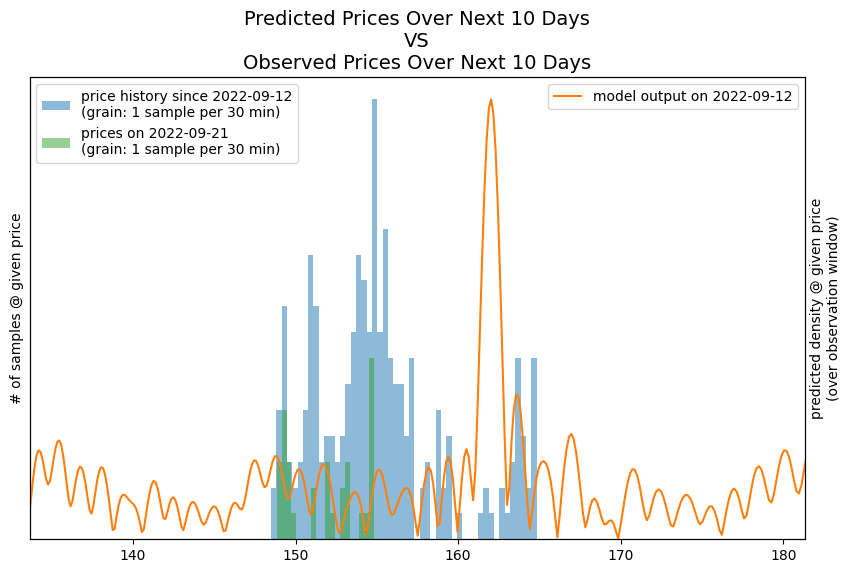 Predicted Prices Over Next 10 Days
VS
Observed Prices Over Next 10 Days
price history since 2022-09-12
(grain: 1 sample per 30 min)
prices on 2022-09-21
(grain: 1 sample per 30 min)
model output on 2022-09-12
# of samples @ given price
predicted density @ given price
(over observation window)
140
150
160
170
180